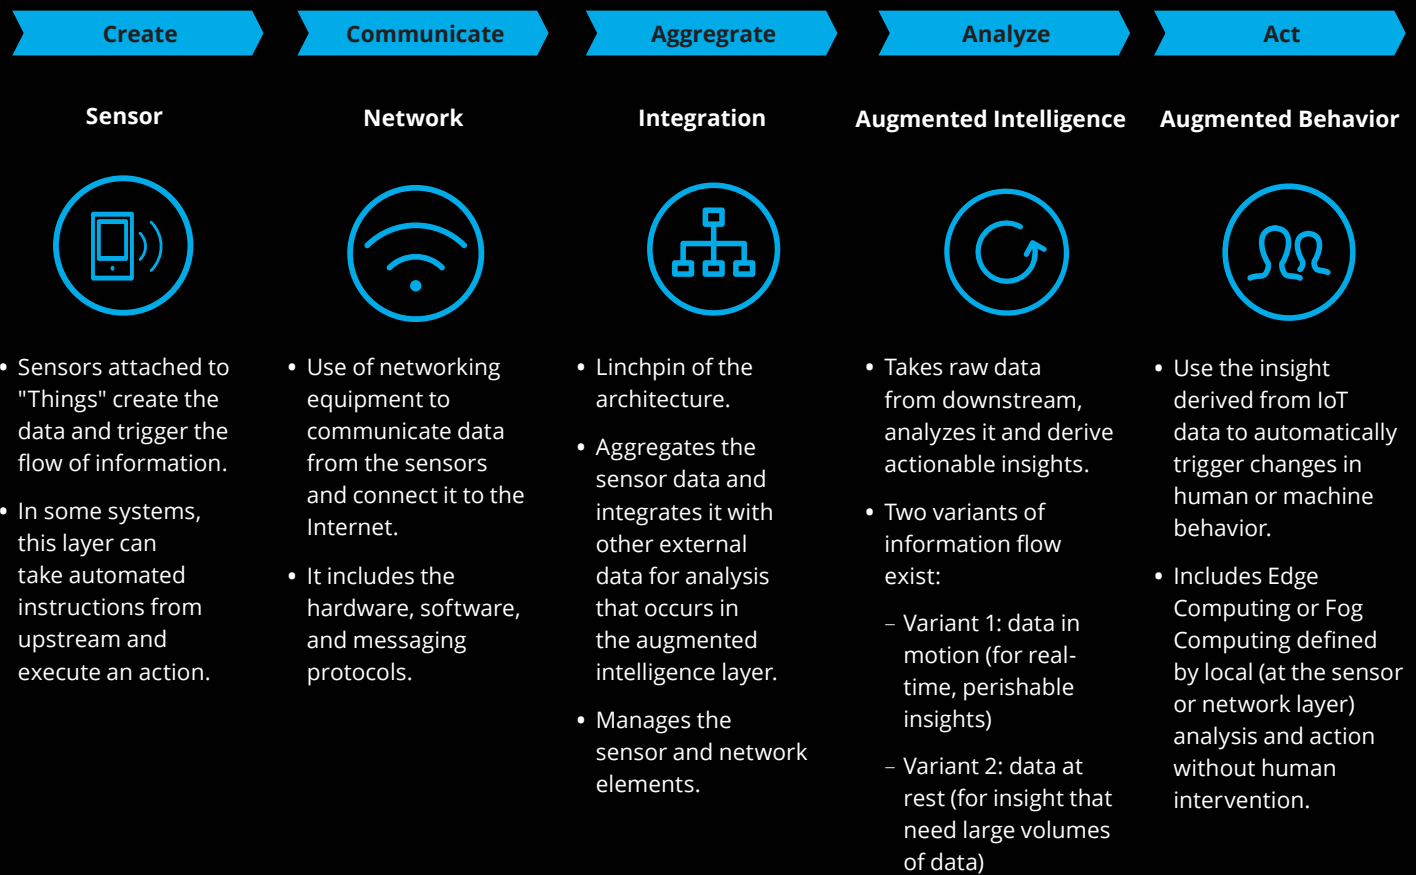 Create
Communicate
Aggregrate
Analyze
Act
Sensor
Network
Integration
Augmented Intelligence
Augmented Behavior
• Sensors attached to
"Things" create the
data and trigger the
flow of information.
• In some systems,
this layer can
take automated
instructions from
upstream and
execute an action.
• Use of networking
equipment to
communicate data
from the sensors
and connect it to the
Internet.
• It includes the
hardware, software,
and messaging
protocols.
• Linchpin of the
architecture.
• Aggregates the
sensor data and
integrates it with
other external
data for analysis
that occurs in
the augmented
intelligence layer.
• Manages the
sensor and network
elements.
• Takes raw data
from downstream,
analyzes it and derive
actionable insights.
• Two variants of
information flow
exist:
– Variant 1: data in
motion (for real-
time, perishable
insights)
– Variant 2: data at
rest (for insight that
need large volumes
of data)
• Use the insight
derived from IoT
data to automatically
trigger changes in
human or machine
behavior.
• Includes Edge
Computing or Fog
Computing defined
by local (at the sensor
or network layer)
analysis and action
without human
intervention.